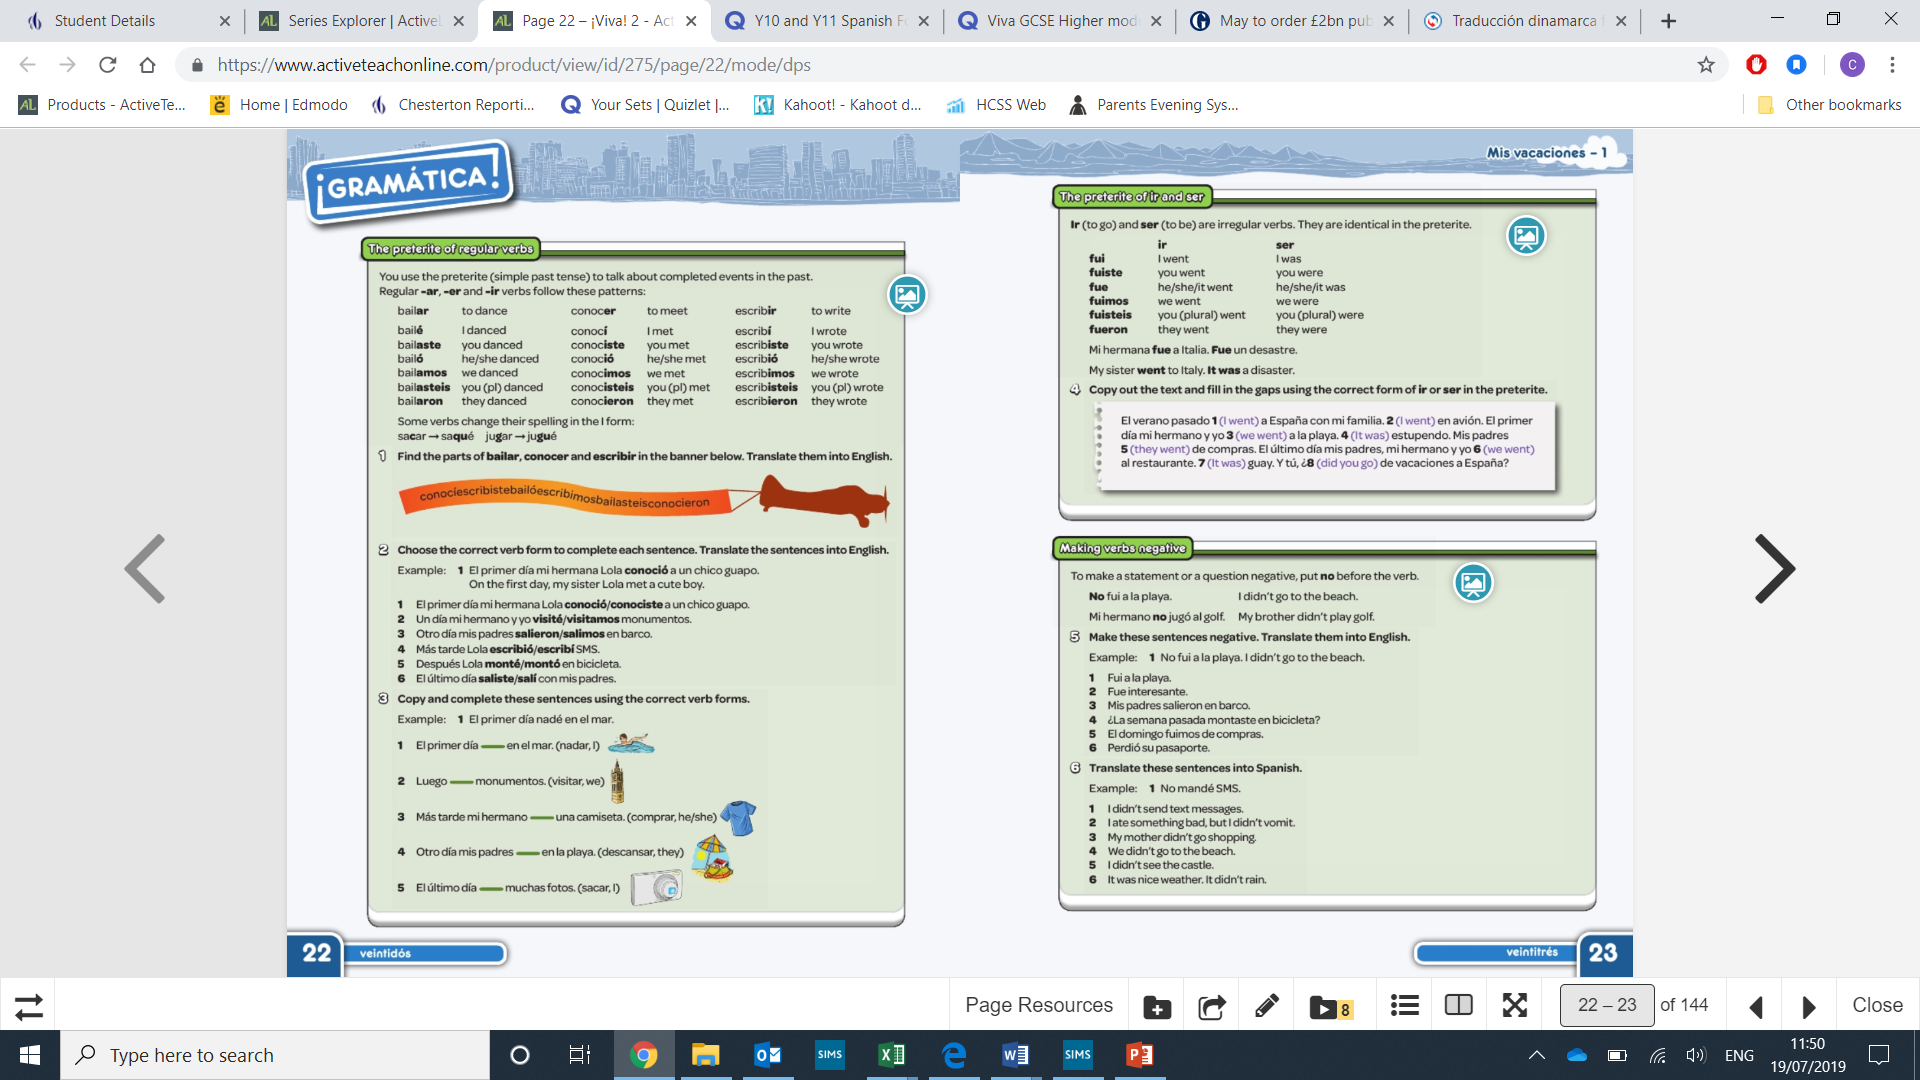 Student Details
Series Explorer | ActiveL
Page 22 – ¡Viva! 2 - Act
Y10 and Y11 Spanish F
Viva GCSE Higher mod
May to order £2bn pub
Traducción dinamarca
https://www.activeteachonline.com/product/view/id/275/page/22/mode/dps
C
Products - ActiveTe...
Home | Edmodo
Chesterton Reporti...
Your Sets | Quizlet |...
Kahoot! - Kahoot d...
HCSS Web
Parents Evening Sys...
Other bookmarks
¡GRAMÁTICA!
The preterite of regular verbs
You use the preterite (simple past tense) to talk about completed events in the past.
Regular -ar, -er and -ir verbs follow these patterns:
bailar to dance conocer to meet escribir to write
bailé I danced conocí I met escribí I wrote
bailaste you danced conociste you met escribiste you wrote
bailó he/she danced conoció he/she met escribió he/she wrote
bailamos we danced conocimos we met escribimos we wrote
bailasteis you (pl) danced conocisteis you (pl) met escribisteis you (pl) wrote
bailaron they danced conocieron they met escribieron they wrote
Some verbs change their spelling in the I form:
sacar → saqué jugar → jugué
1 Find the parts of bailar, conocer and escribir in the banner below. Translate them into English.
conocíescribistebailóescribimosbailasteisconocieron
2 Choose the correct verb form to complete each sentence. Translate the sentences into English.
Example: 1 El primer día mi hermana Lola conoció a un chico guapo.
On the first day, my sister Lola met a cute boy.
1 El primer día mi hermana Lola conoció/conociste a un chico guapo.
2 Un día mi hermano y yo visité/visitamos monumentos.
3 Otro día mis padres salieron/salimos en barco.
4 Más tarde Lola escribió/escribí SMS.
5 Después Lola monté/montó en bicicleta.
6 El último día saliste/salí con mis padres.
3 Copy and complete these sentences using the correct verb forms.
Example: 1 El primer día nadé en el mar.
1 El primer día en el mar. (nadar, I)
2 Luego monumentos. (visitar, we)
3 Más tarde mi hermano una camiseta. (comprar, he/she)
4 Otro día mis padres en la playa. (descansar, they)
5 El último día muchas fotos. (sacar, I)
22
veintidós
Mis vacaciones – 1
The preterite of ir and ser
Ir (to go) and ser (to be) are irregular verbs. They are identical in the preterite.
ir ser
fui I went I was
fuiste you went you were
fue he/she/it went he/she/it was
fuimos we went we were
fuisteis you (plural) went you (plural) were
fueron they went they were
Mi hermana fue a Italia. Fue un desastre.
My sister went to Italy. It was a disaster.
4 Copy out the text and fill in the gaps using the correct form of ir or ser in the preterite.
El verano pasado 1 (I went) a España con mi familia. 2 (I went) en avión. El primer
día mi hermano y yo 3 (we went) a la playa. 4 (It was) estupendo. Mis padres
5 (they went) de compras. El último día mis padres, mi hermano y yo 6 (we went)
al restaurante. 7 (It was) guay. Y tú, ¿8 (did you go) de vacaciones a España?
Making verbs negative
To make a statement or a question negative, put no before the verb.
No fui a la playa. I didn't go to the beach.
Mi hermano no jugó al golf. My brother didn't play golf.
5 Make these sentences negative. Translate them into English.
Example: 1 No fui a la playa. I didn't go to the beach.
1 Fui a la playa.
2 Fue interesante.
3 Mis padres salieron en barco.
4 ¿La semana pasada montaste en bicicleta?
5 El domingo fuimos de compras.
6 Perdió su pasaporte.
6 Translate these sentences into Spanish.
Example: 1 No mandé SMS.
1 I didn't send text messages.
2 I ate something bad, but I didn't vomit.
3 My mother didn't go shopping.
4 We didn't go to the beach.
5 I didn't see the castle.
6 It was nice weather. It didn't rain.
veintitrés
23
Page Resources
8
22 – 23
of 144
Close
Type here to search
SIMS
SIMS
ENG
11:50
19/07/2019